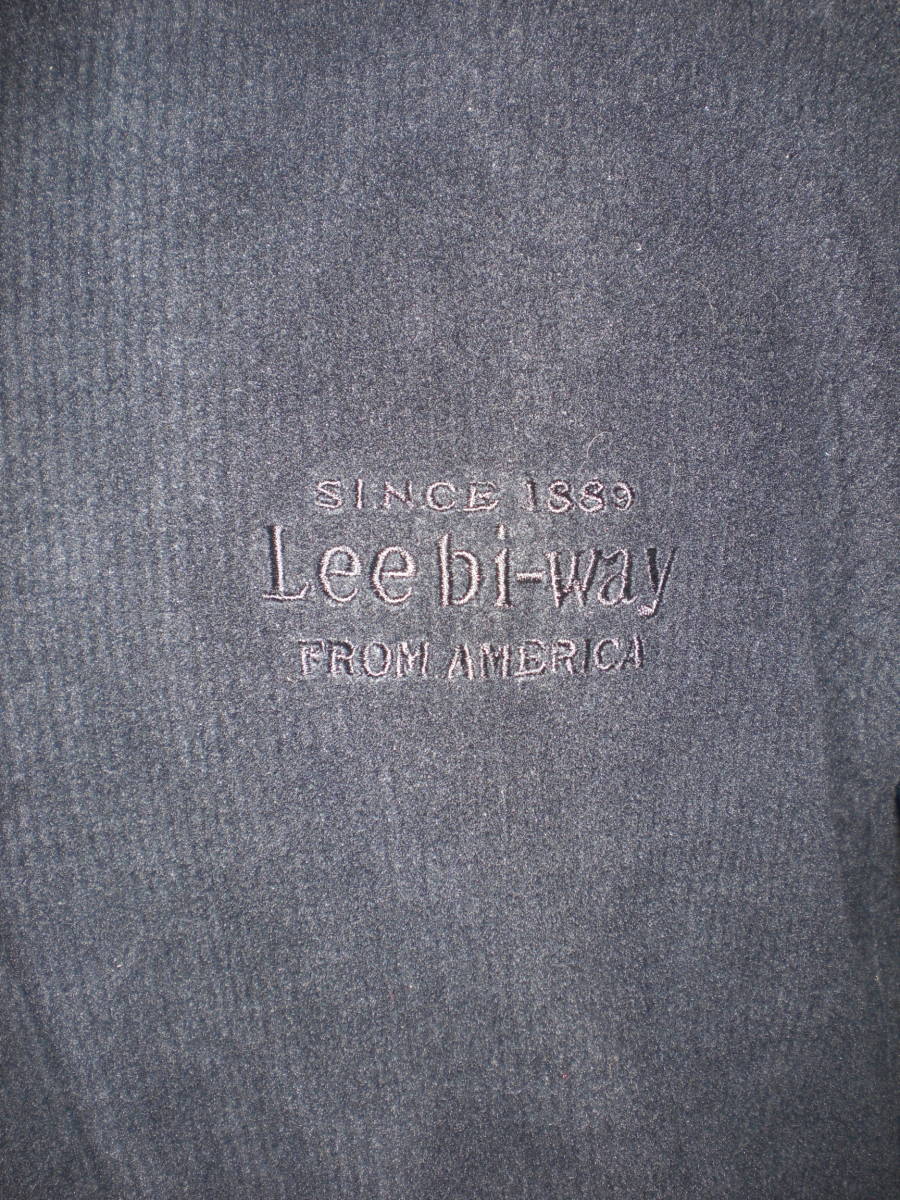 SINCE 1889
Lee bi-way
FROM AMERICA